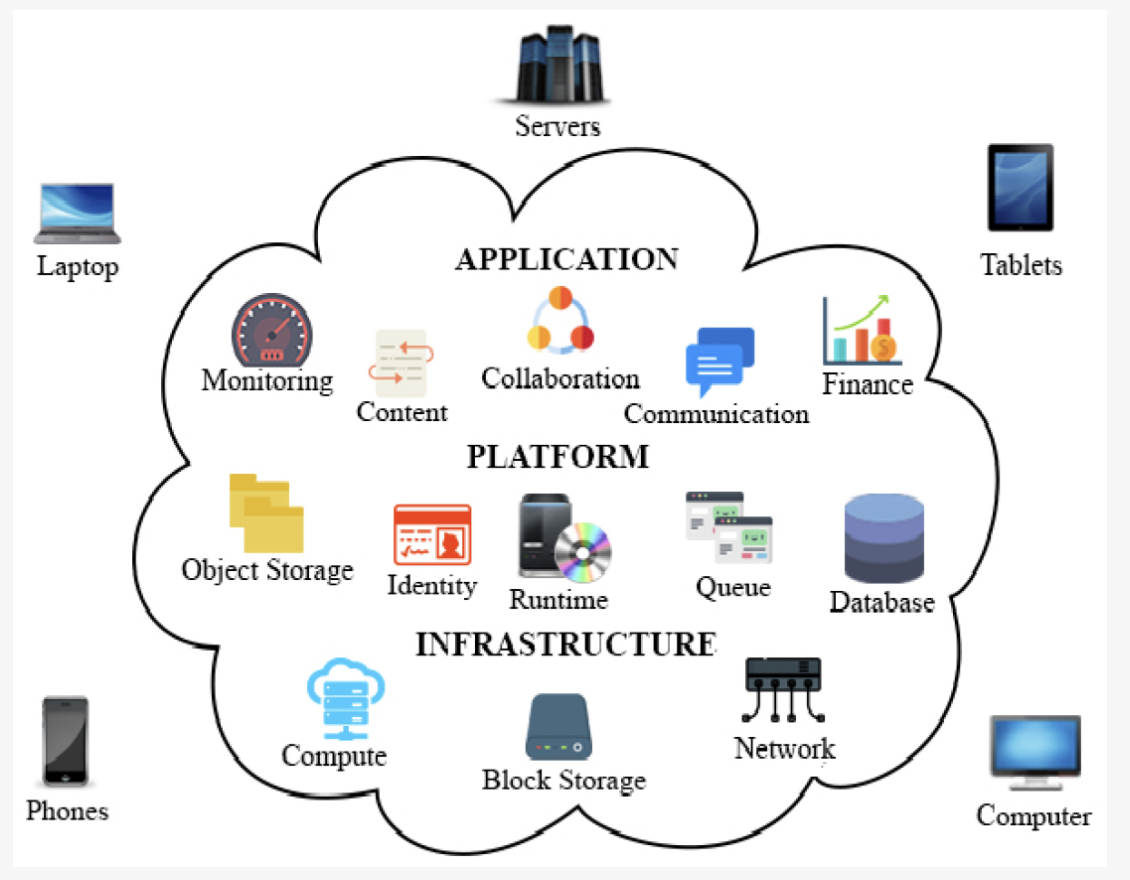 Servers
Laptop
Tablets
APPLICATION
Monitoring
Content
Collaboration
Communication
Finance
PLATFORM
Object Storage
Identity
Runtime
Queue
Database
INFRASTRUCTURE
Compute
Block Storage
Network
Phones
Computer